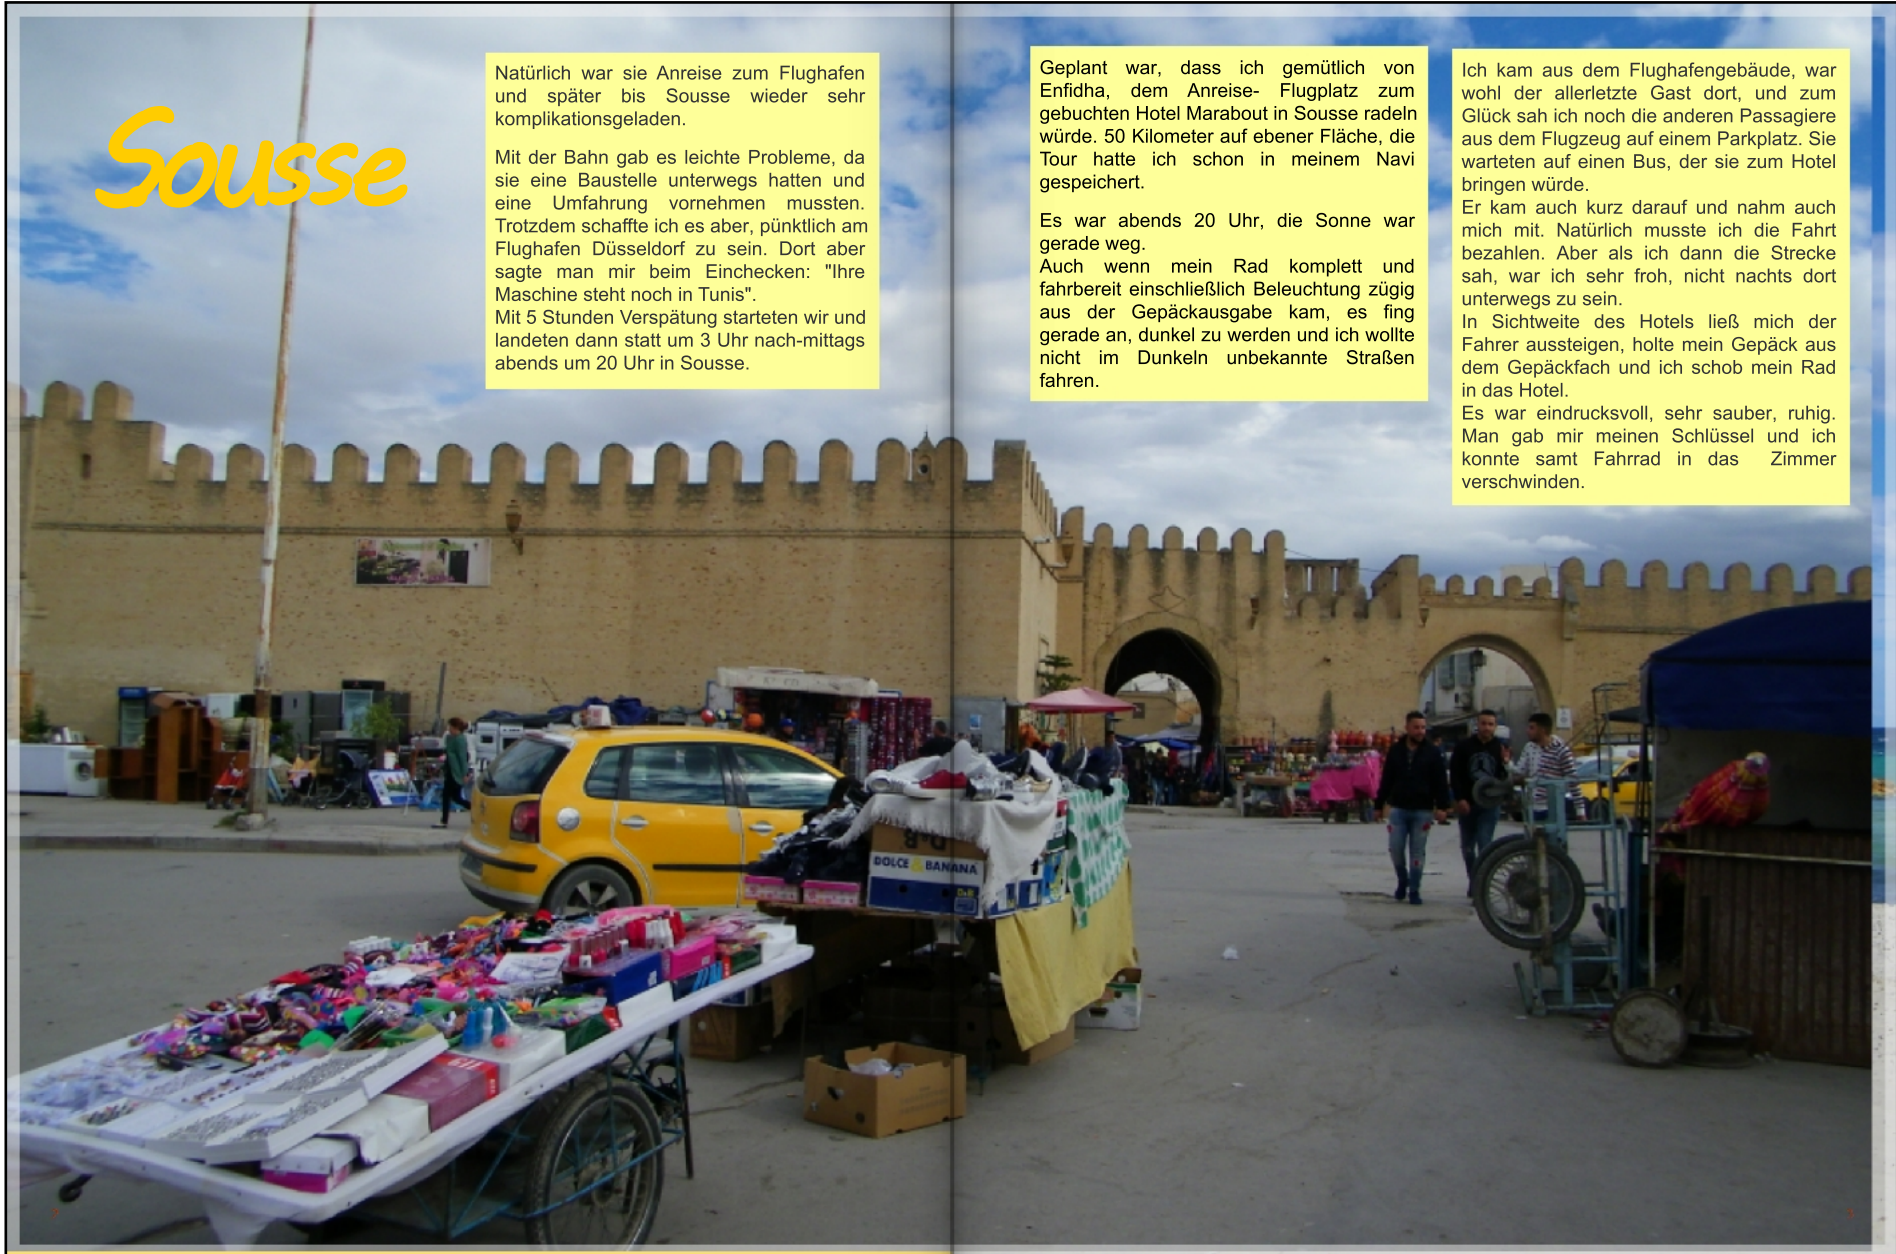 Sousse
Natürlich war sie Anreise zum Flughafen
und später bis Sousse wieder sehr
komplikationsgeladen.
Mit der Bahn gab es leichte Probleme, da
sie eine Baustelle unterwegs hatten und
eine Umfahrung vornehmen mussten.
Trotzdem schaffte ich es aber, pünktlich am
Flughafen Düsseldorf zu sein. Dort aber
sagte man mir beim Einchecken: "Ihre
Maschine steht noch in Tunis".
Mit 5 Stunden Verspätung starteten wir und
landeten dann statt um 3 Uhr nach-mittags
abends um 20 Uhr in Sousse.
Geplant war, dass ich gemütlich von
Enfidha, dem Anreise- Flugplatz zum
gebuchten Hotel Marabout in Sousse radeln
würde. 50 Kilometer auf ebener Fläche, die
Tour hatte ich schon in meinem Navi
gespeichert.
Es war abends 20 Uhr, die Sonne war
gerade weg.
Auch wenn mein Rad komplett und
fahrbereit einschließlich Beleuchtung zügig
aus der Gepäckausgabe kam, es fing
gerade an, dunkel zu werden und ich wollte
nicht im Dunkeln unbekannte Straßen
fahren.
Ich kam aus dem Flughafengebäude, war
wohl der allerletzte Gast dort, und zum
Glück sah ich noch die anderen Passagiere
aus dem Flugzeug auf einem Parkplatz. Sie
warteten auf einen Bus, der sie zum Hotel
bringen würde.
Er kam auch kurz darauf und nahm auch
mich mit. Natürlich musste ich die Fahrt
bezahlen. Aber als ich dann die Strecke
sah, war ich sehr froh, nicht nachts dort
unterwegs zu sein.
In Sichtweite des Hotels ließ mich der
Fahrer aussteigen, holte mein Gepäck aus
dem Gepäckfach und ich schob mein Rad
in das Hotel.
Es war eindrucksvoll, sehr sauber, ruhig.
Man gab mir meinen Schlüssel und ich
konnte samt Fahrrad in das Zimmer
verschwinden.
D&B
DOLCE & BANANA
D&B